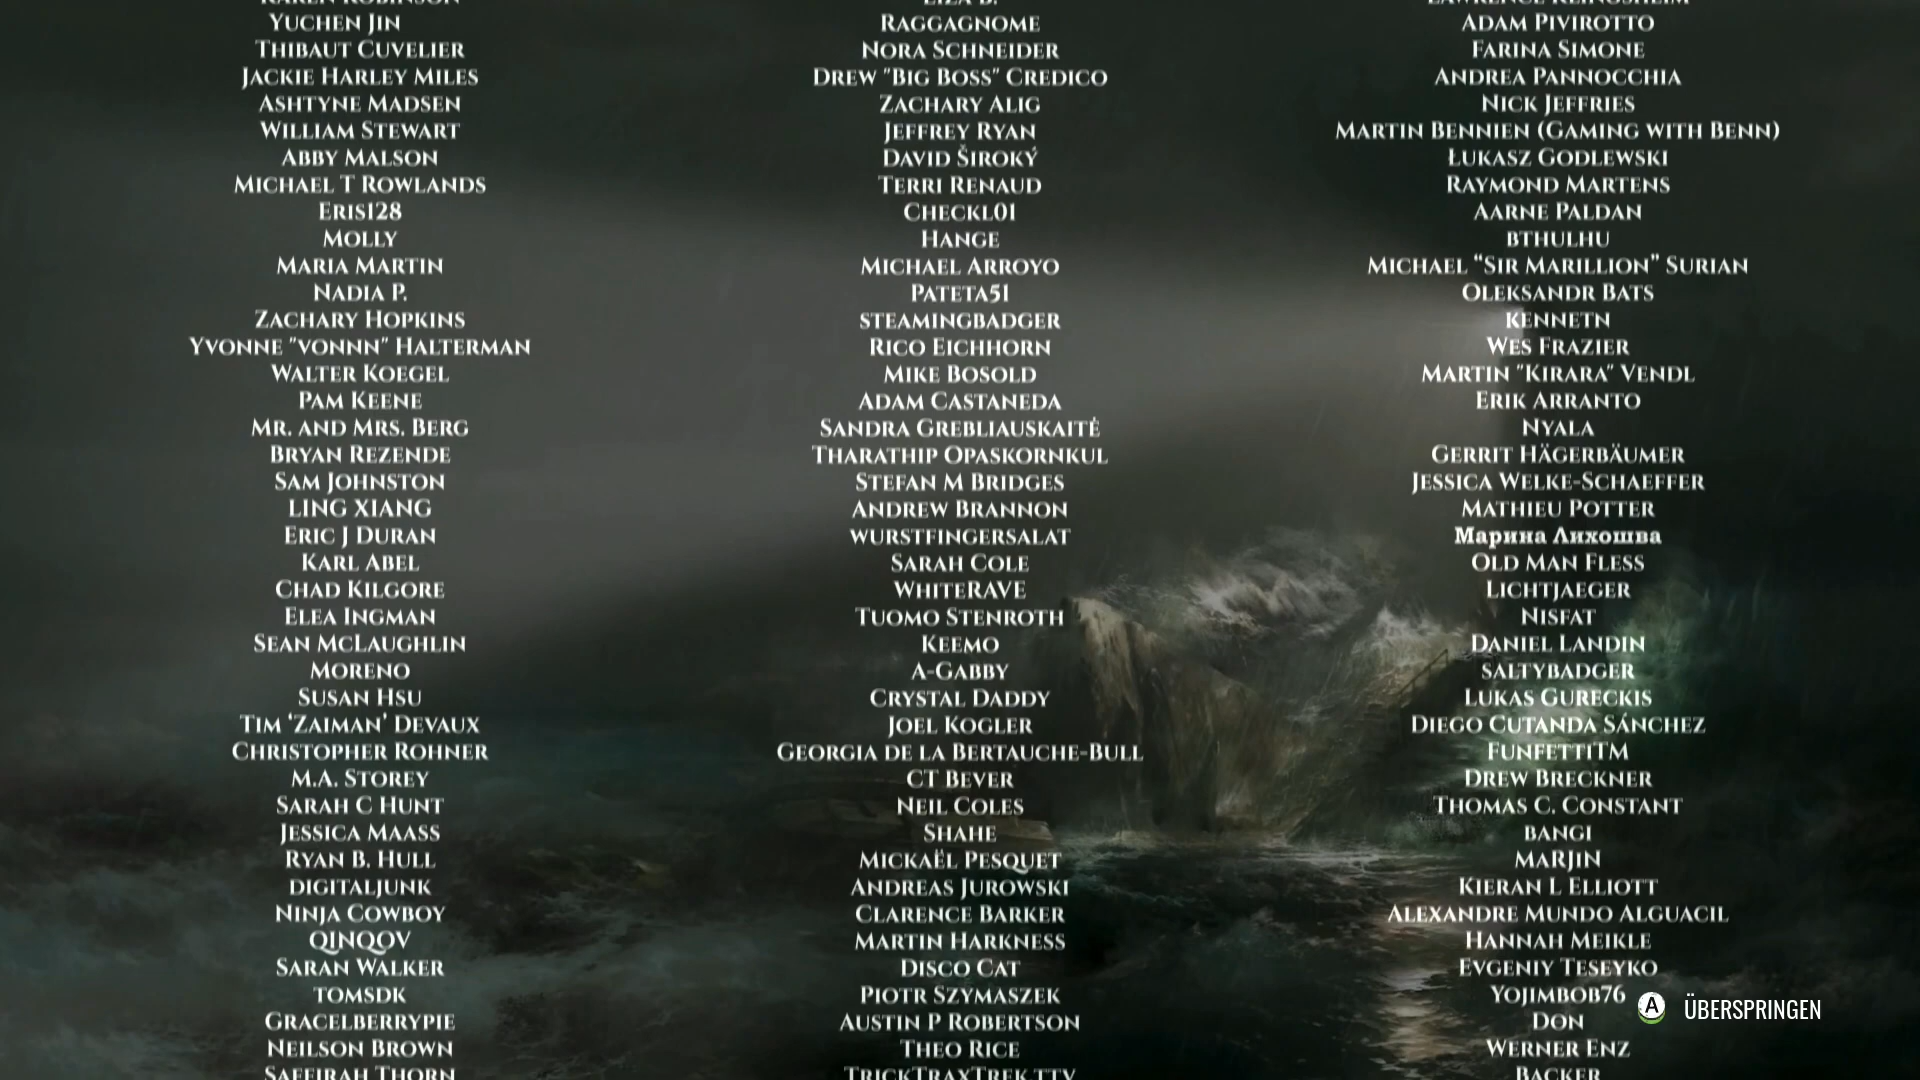 Karen Robinson
Yuchen Jin
Thibaut Cuvelier
Jackie Harley Miles
Ashtyne Madsen
William Stewart
Abby Malson
Michael T Rowlands
Eris128
Molly
Maria Martin
Nadia P.
Zachary Hopkins
Yvonne "vonnn" Halterman
Walter Koegel
Pam Keene
Mr. and Mrs. Berg
Bryan Rezende
Sam Johnston
LING XIANG
Eric J Duran
Karl Abel
Chad Kilgore
Elea Ingman
Sean McLaughlin
Moreno
Susan Hsu
Tim ‘Zaiman’ Devaux
Christopher Rohner
M.A. Storey
Sarah C Hunt
Jessica Maass
Ryan B. Hull
digitaljunk
Ninja Cowboy
QINQOV
Saran Walker
tomsdk
Gracelberrypie
Neilson Brown
Saffirah Thorn
Liza B.
Raggagnome
Nora Schneider
Drew "Big Boss" Credico
Zachary Alig
Jeffrey Ryan
David Široký
Terri Renaud
Checkl01
Hange
Michael Arroyo
Pateta51
steamingbadger
Rico Eichhorn
Mike Bosold
Adam Castaneda
Sandra Grebliauskaitė
Tharathip Opaskornkul
Stefan M Bridges
Andrew Brannon
wurstfingersalat
Sarah Cole
WhiteRAVE
Tuomo Stenroth
Keemo
A-Gabby
Crystal Daddy
Joel Kogler
Georgia de la Bertauche-Bull
CT Bever
Neil Coles
Shahe
Mickaël Pesquet
Andreas Jurowski
Clarence Barker
Martin Harkness
Disco Cat
Piotr Szymaszek
Austin P Robertson
Theo Rice
TrickTraxTrek.ttv
Adam Pivirotto
Farina Simone
Andrea Pannocchia
Nick Jeffries
Martin Bennien (Gaming with Benn)
Łukasz Godlewski
Raymond Martens
Aarne Paldan
bthulhu
Michael “Sir Marillion” Surian
Oleksandr Bats
kennetn
Wes Frazier
Martin "Kirara" Vendl
Erik Arranto
Nyala
Gerrit Hägerbäumer
Jessica Welke-Schaeffer
Mathieu Potter
Марина Лихошва
Old Man Fless
Lichtjaeger
Nisfat
Daniel Landin
saltybadger
Lukas Gureckis
Diego Cutanda Sánchez
FunfettiTM
Drew Breckner
Thomas C. Constant
bangi
MaRJiN
Kieran L Elliott
Alexandre Mundo Alguacil
Hannah Meikle
Evgeniy Teseyko
Yojimbob76
Don
Werner Enz
Backer
A ÜBERSPRINGEN